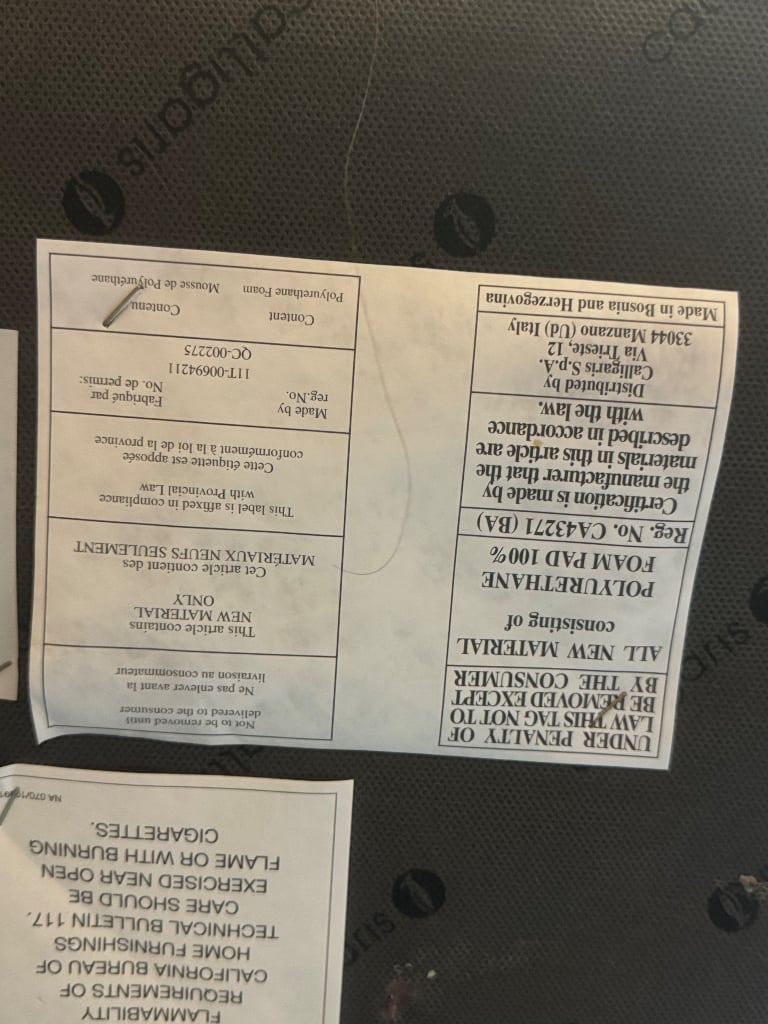 UNDER PENALTY OF
LAW THIS TAG NOT TO
BE REMOVED EXCEPT
BY THE CONSUMER
ALL NEW MATERIAL
consisting of
POLYURETHANE
FOAM PAD 100%
Reg. No. CA43271 (BA)
Certification is made by
the manufacturer that the
materials in this article are
described in accordance
with the law.
Distributed by
Calligaris S.p.A.
Via Trieste, 12
33044 Manzano (Ud) Italy
Made in Bosnia and Herzegovina
Not to be removed until
delivered to the consumer
Ne pas enlever avant la
livraison au consommateur
This article contains
NEW MATERIAL
ONLY
Cet article contient des
MATÉRIAUX NEUFS SEULEMENT
This label is affixed in compliance
with Provincial Law
Cette étiquette est apposée
conformément à la loi de la province
Made by Fabriqué par
reg.No. No. de permis:
11T-00694211
QC-002275
Content Contenu
Polyurethane Foam Mousse de Polyuréthane
FLAMMABILITY
REQUIREMENTS OF
CALIFORNIA BUREAU OF
HOME FURNISHINGS
TECHNICAL BULLETIN 117.
CARE SHOULD BE
EXERCISED NEAR OPEN
FLAME OR WITH BURNING
CIGARETTES.
calligaris